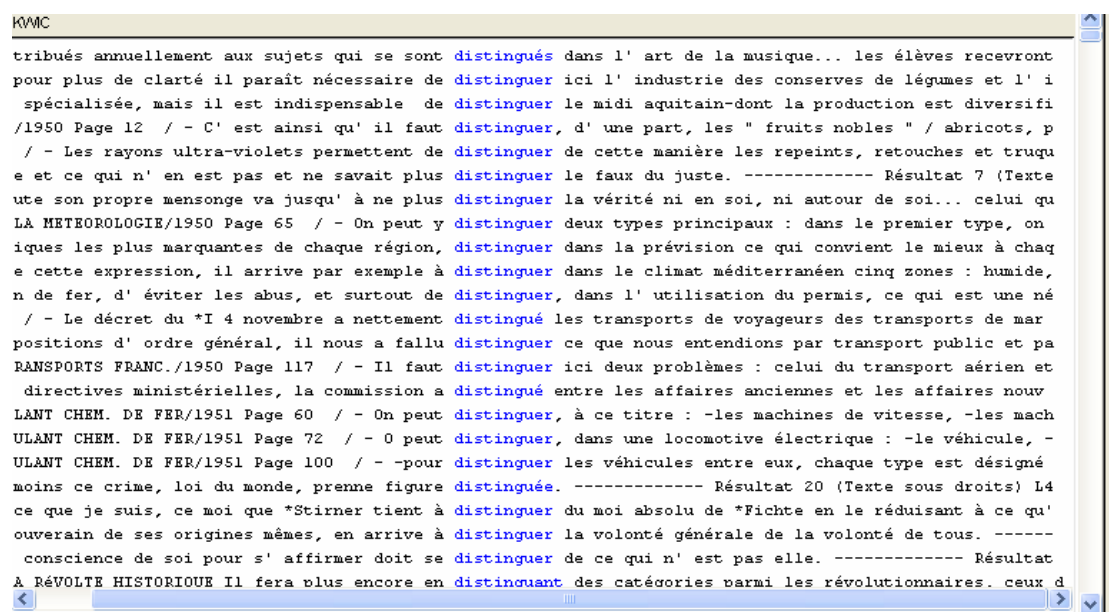 KWIC
tribués annuellement aux sujets qui se sont distingués dans l' art de la musique... les élèves recevront
pour plus de clarté il paraît nécessaire de distinguer ici l' industrie des conserves de légumes et l' i
spécialisée, mais il est indispensable de distinguer le midi aquitain-dont la production est diversifi
/1950 Page 12 / - C' est ainsi qu' il faut distinguer, d' une part, les " fruits nobles " / abricots, p
/ - Les rayons ultra-violets permettent de distinguer de cette manière les repeints, retouches et truqu
e et ce qui n' en est pas et ne savait plus distinguer le faux du juste. ------------- Résultat 7 (Texte
ute son propre mensonge va jusqu' à ne plus distinguer la vérité ni en soi, ni autour de soi... celui qu
LA METEOROLOGIE/1950 Page 65 / - On peut y distinguer deux types principaux : dans le premier type, on
iques les plus marquantes de chaque région, distinguer dans la prévision ce qui convient le mieux à chaq
e cette expression, il arrive par exemple à distinguer dans le climat méditerranéen cinq zones : humide,
n de fer, d' éviter les abus, et surtout de distinguer, dans l' utilisation du permis, ce qui est une né
/ - Le décret du *I 4 novembre a nettement distingué les transports de voyageurs des transports de mar
positions d' ordre général, il nous a fallu distinguer ce que nous entendions par transport public et pa
RANSPORTS FRANC./1950 Page 117 / - Il faut distinguer ici deux problèmes : celui du transport aérien et
directives ministérielles, la commission a distingué entre les affaires anciennes et les affaires nouv
LANT CHEM. DE FER/1951 Page 60 / - On peut distinguer, à ce titre : -les machines de vitesse, -les mach
ULANT CHEM. DE FER/1951 Page 72 / - O peut distinguer, dans une locomotive électrique : -le véhicule, -
ULANT CHEM. DE FER/1951 Page 100 / - -pour distinguer les véhicules entre eux, chaque type est désigné
moins ce crime, loi du monde, prenne figure distinguée. ------------- Résultat 20 (Texte sous droits) L4
ce que je suis, ce moi que *Stirner tient à distinguer du moi absolu de *Fichte en le réduisant à ce qu'
ouverain de ses origines mêmes, en arrive à distinguer la volonté générale de la volonté de tous. ------
conscience de soi pour s' affirmer doit se distinguer de ce qui n' est pas elle. ------------- Résultat
A RéVOLTE HISTORIQUE Il fera plus encore en distinguant des catégories parmi les révolutionnaires, ceux d